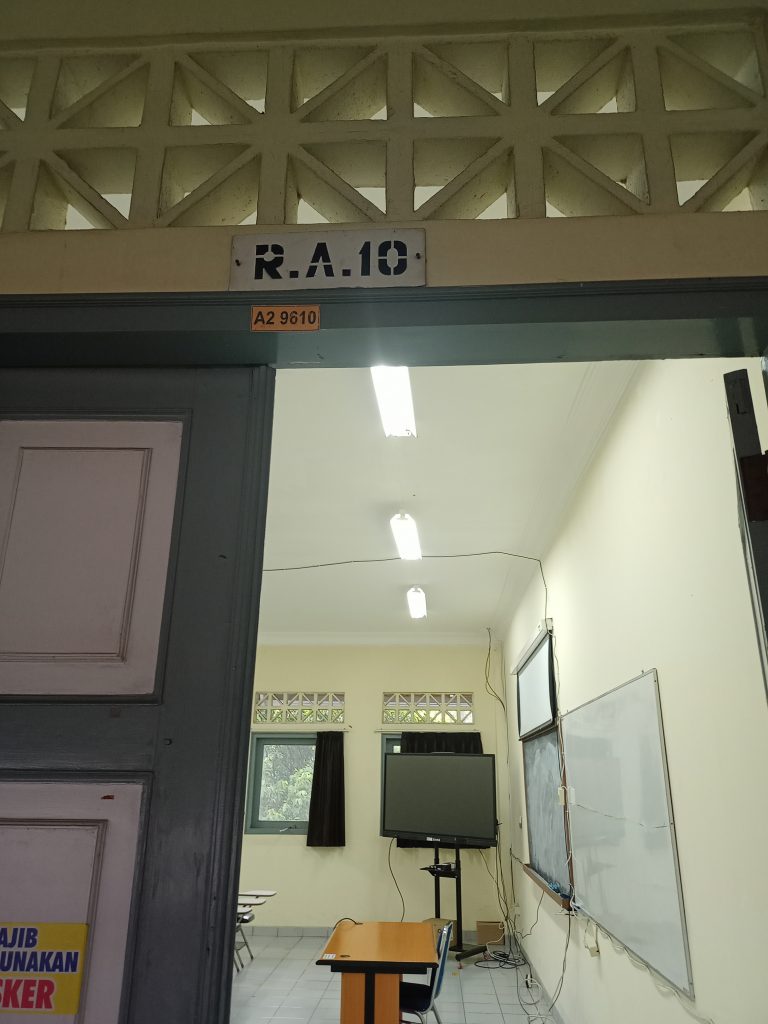 R.A.10
A2 9610
AJIB
UNAKAN
SKER